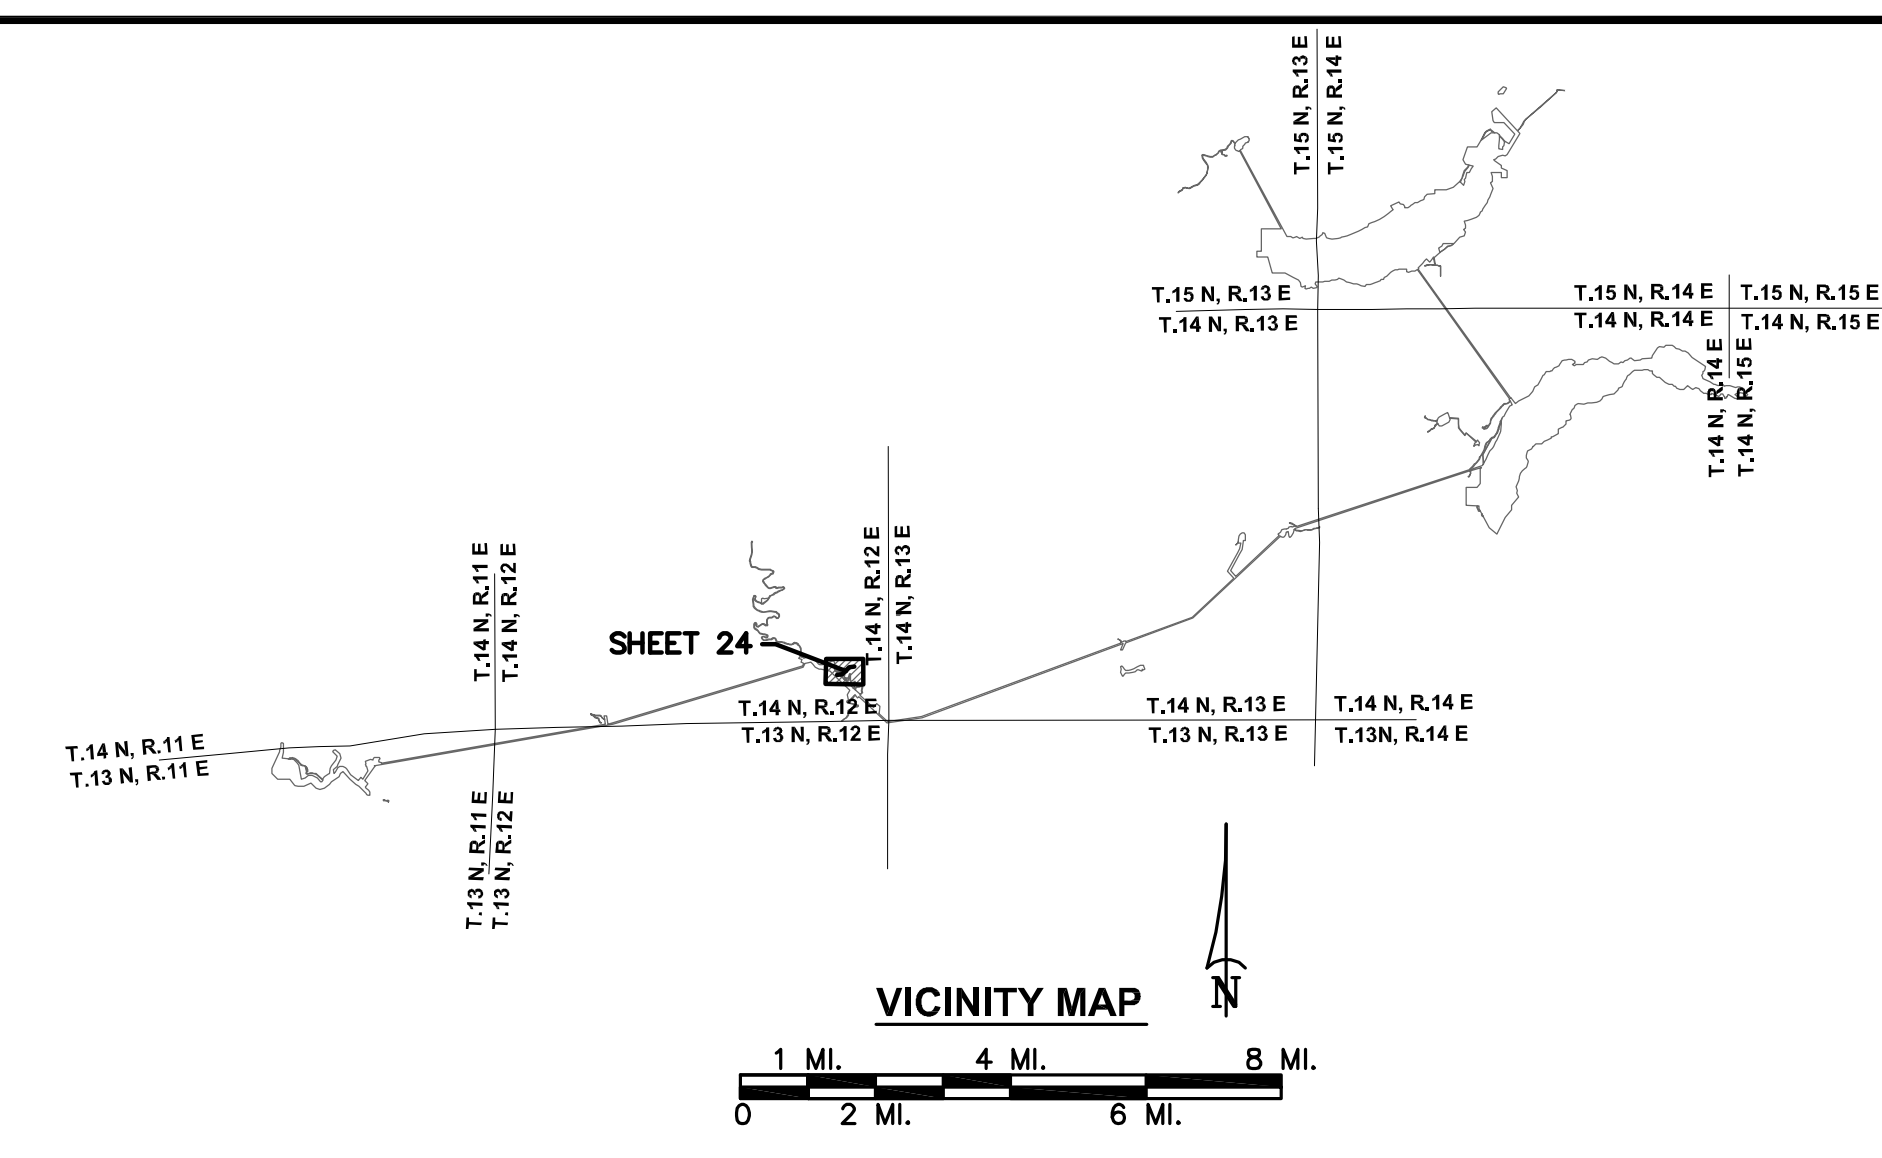 T.15 N, R.13 E
T.15 N, R.14 E
T.15 N, R.13 E
T.14 N, R.13 E
T.15 N, R.14 E
T.15 N, R.15 E
T.14 N, R.14 E
T.14 N, R.15 E
T.14 N, R.14 E
T.14 N, R.15 E
T.14 N, R.11 E
T.14 N, R.12 E
T.14 N, R.12 E
T.14 N, R.13 E
SHEET 24
T.14 N, R.12 E
T.13 N, R.12 E
T.14 N, R.13 E
T.14 N, R.14 E
T.13 N, R.13 E
T.13N, R.14 E
T.14 N, R.11 E
T.13 N, R.11 E
T.13 N, R.11 E
T.13 N, R.12 E
N
VICINITY MAP
1 MI. 4 MI. 8 MI.
0 2 MI. 6 MI.